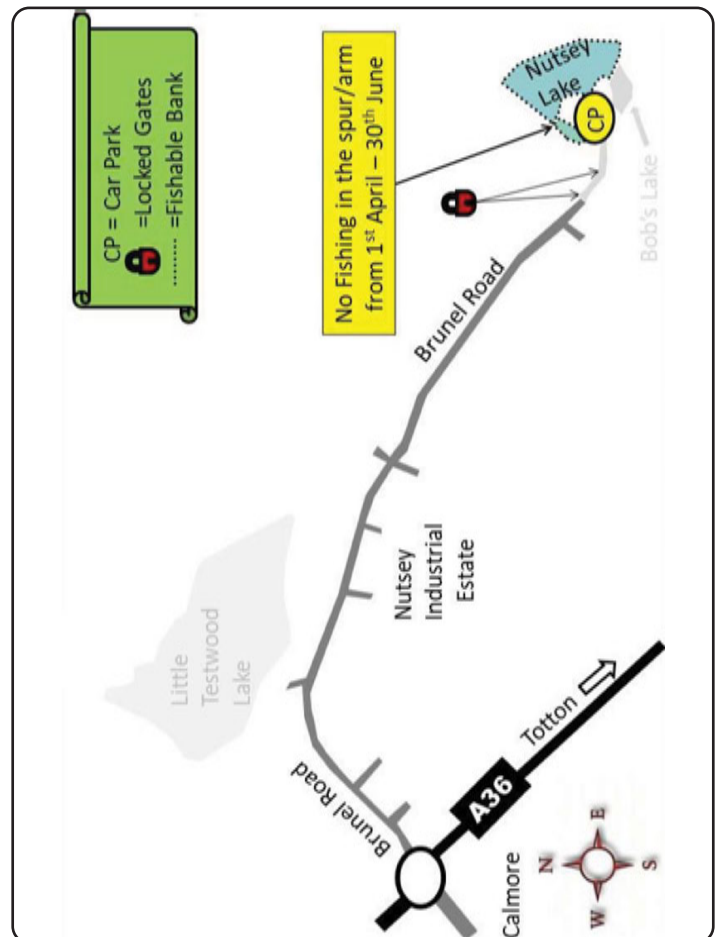 CP = Car Park
=Locked Gates
........ =Fishable Bank
No Fishing in the spur/arm
from 1st April – 30th June
Nutsey
Lake
CP
Bob's Lake
Brunel Road
Little
Testwood
Lake
Nutsey
Industrial
Estate
Brunel Road
A36
Totton
Calmore
N
W
E
S